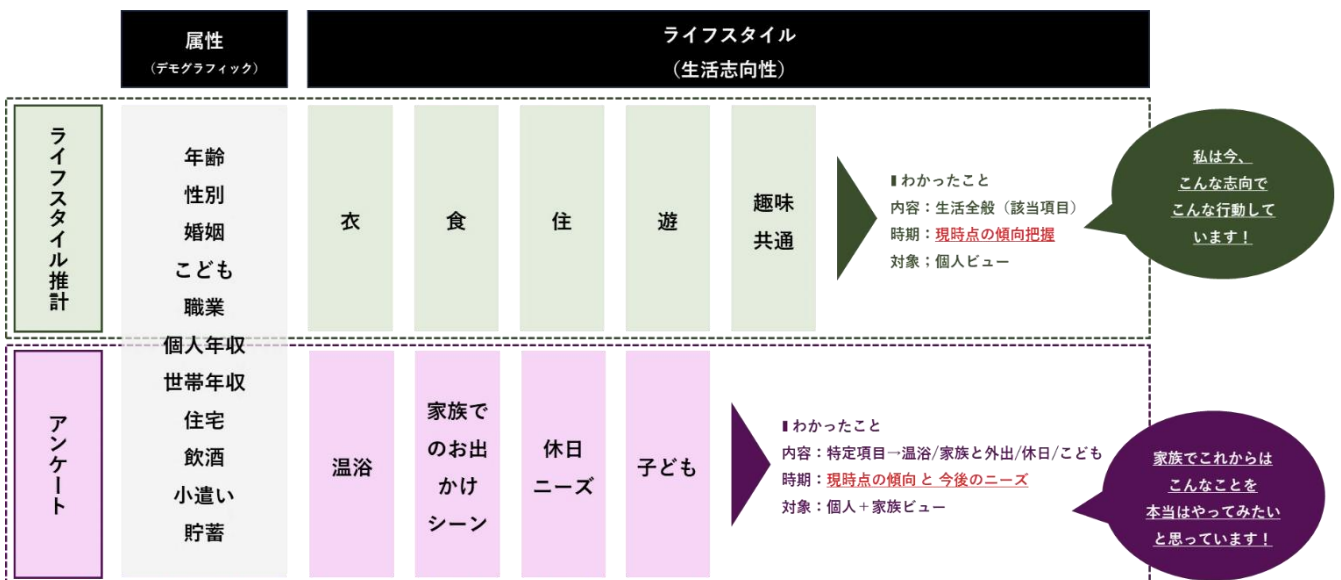 属性
(デモグラフィック)
ライフスタイル
(生活志向性)
ライフスタイル推計
年齢
性別
婚姻
こども
職業
個人年収
世帯年収
住宅
飲酒
小遣い
貯蓄
衣
食
住
遊
趣味
共通
▮わかったこと
内容：生活全般（該当項目）
時期：現時点の傾向把握
対象；個人ビュー
私は今、
こんな志向で
こんな行動して
います！
アンケート
温浴
家族で
のお出
かけ
シーン
休日
ニーズ
子ども
▮わかったこと
内容：特定項目→温浴/家族と外出/休日/こども
時期：現時点の傾向 と 今後のニーズ
対象：個人＋家族ビュー
家族でこれからは
こんなことを
本当はやってみたい
と思っています！